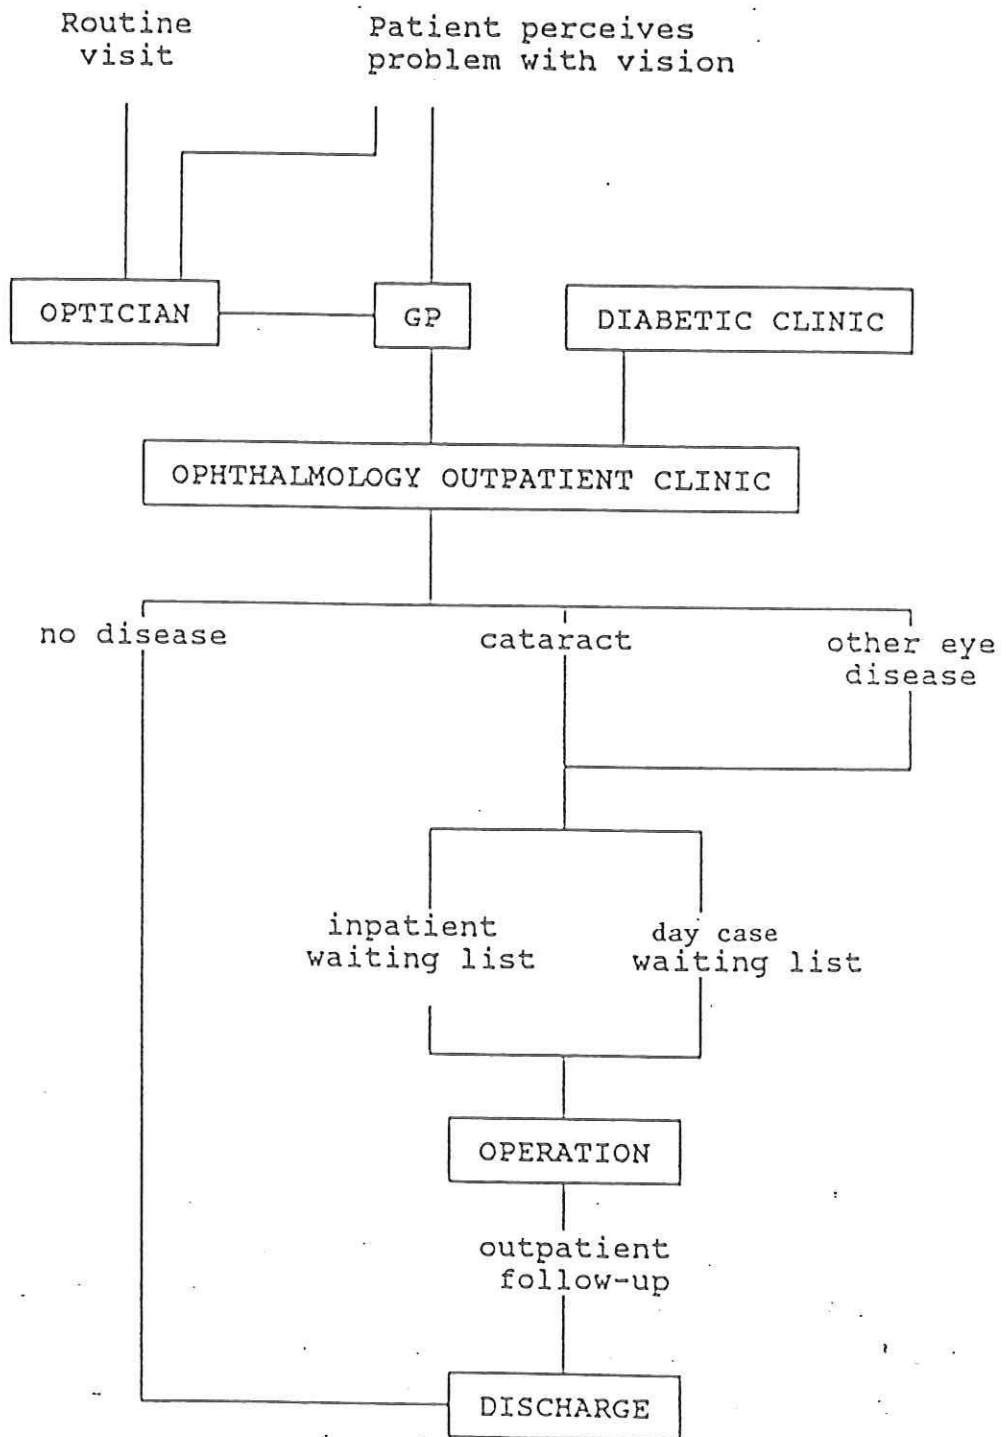 Routine
visit
Patient perceives
problem with vision
OPTICIAN
GP
DIABETIC CLINIC
OPHTHALMOLOGY OUTPATIENT CLINIC
no disease
cataract
other eye
disease
inpatient
waiting list
day case
waiting list
OPERATION
outpatient
follow-up
DISCHARGE